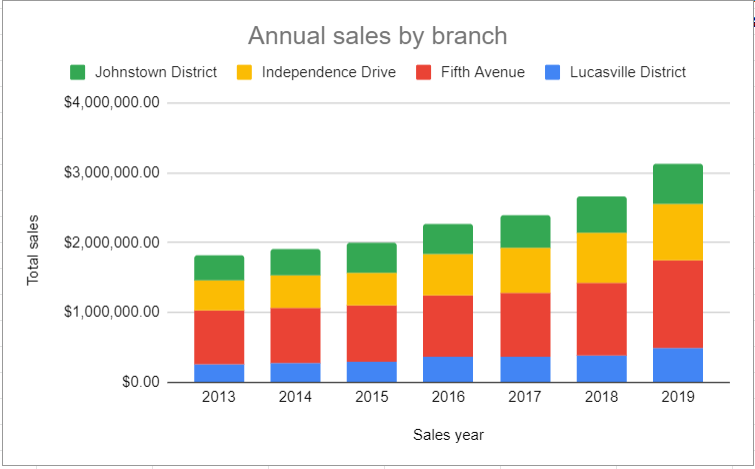 Annual sales by branch
Johnstown District Independence Drive Fifth Avenue Lucasville District
$4,000,000.00
$3,000,000.00
$2,000,000.00
$1,000,000.00
$0.00
Total sales
2013 2014 2015 2016 2017 2018 2019
Sales year